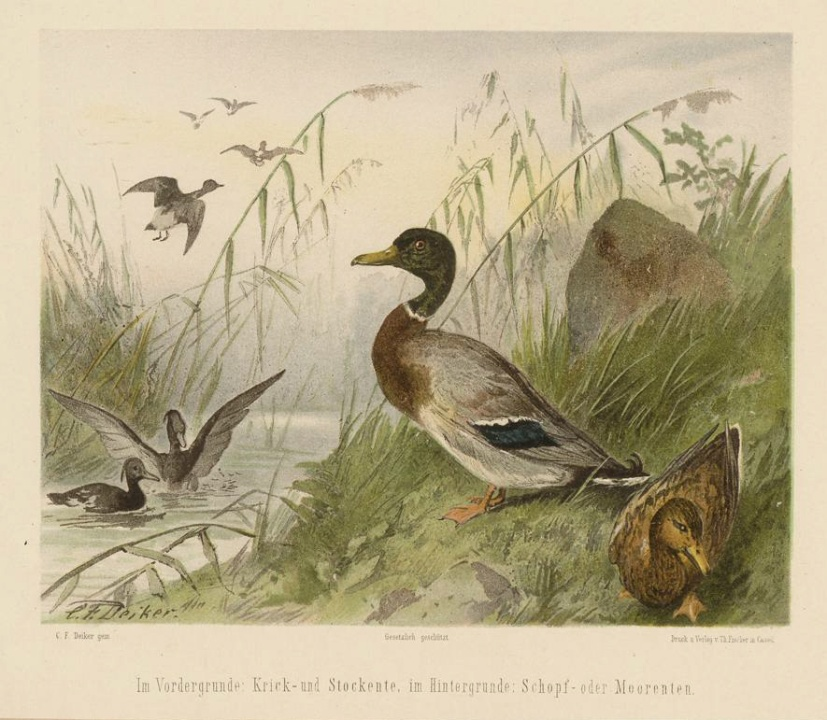 C. F. Deiker.
C. F. Deiker gem.
Gesetzlich geschützt.
Druck u Verlag v Th. Fischer in Cassel
Im Vordergrunde: Krick- und Stockente, im Hintergrunde: Schopf- oder Moorenten.